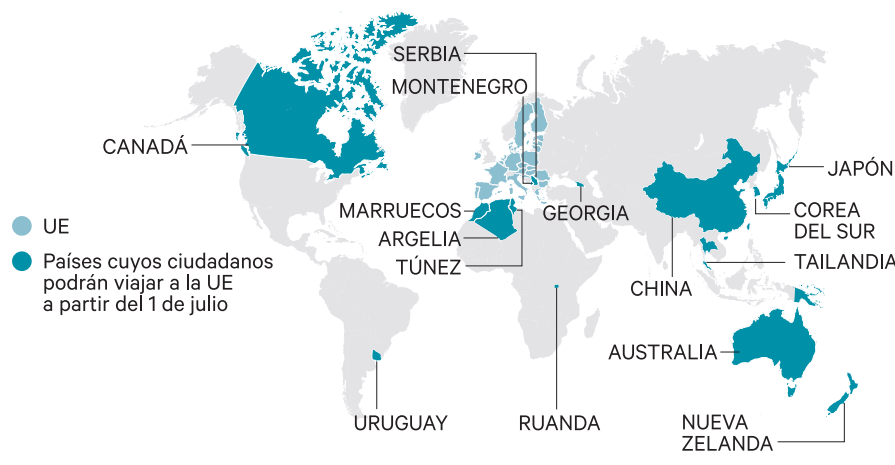 SERBIA
MONTENEGRO
CANADÁ
JAPÓN
MARRUECOS
GEORGIA
COREA
DEL SUR
UE
ARGELIA
TÚNEZ
TAILANDIA
Países cuyos ciudadanos
podrán viajar a la UE
a partir del 1 de julio
CHINA
AUSTRALIA
URUGUAY
RUANDA
NUEVA
ZELANDA